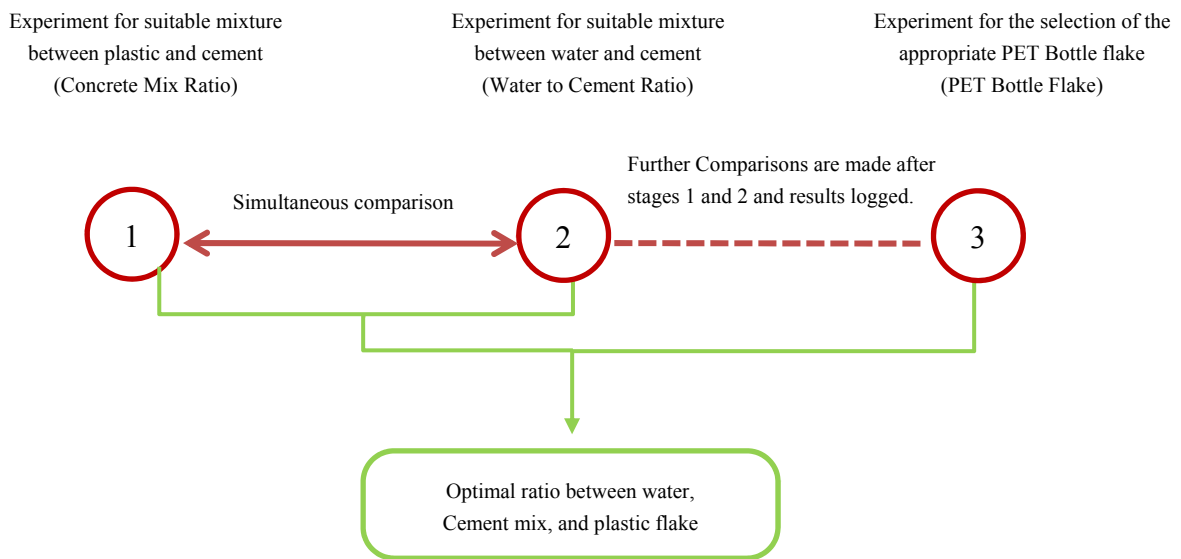 Experiment for suitable mixture
between plastic and cement
(Concrete Mix Ratio)
Experiment for suitable mixture
between water and cement
(Water to Cement Ratio)
Experiment for the selection of the
appropriate PET Bottle flake
(PET Bottle Flake)
1
Simultaneous comparison
2
Further Comparisons are made after
stages 1 and 2 and results logged.
3
Optimal ratio between water,
Cement mix, and plastic flake